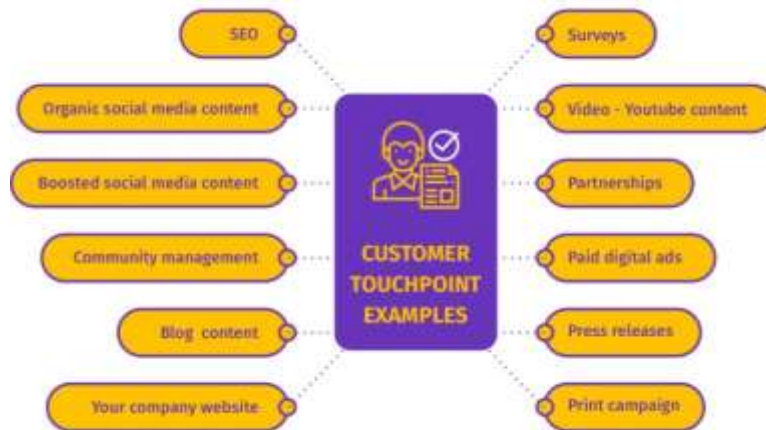 SEO
Organic social media content
Boosted social media content
Community management
Blog content
Your company website
CUSTOMER
TOUCHPOINT
EXAMPLES
Surveys
Video - Youtube content
Partnerships
Paid digital ads
Press releases
Print campaign